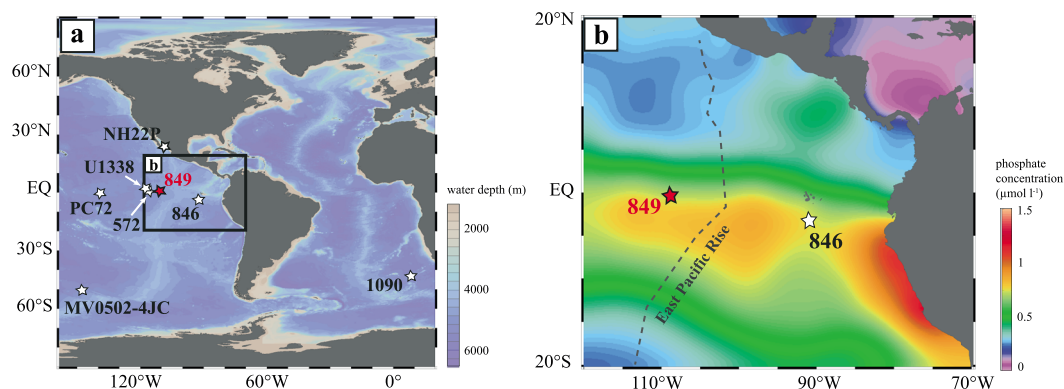 a
60°N
30°N
EQ
30°S
60°S
120°W
60°W
0°
NH22P
U1338
b
849
PC72
572
846
1090
MV0502-4JC
water depth (m)
2000
4000
6000
b
20°N
EQ
20°S
110°W
90°W
70°W
849
846
East Pacific Rise
phosphate
concentration
(µmol l⁻¹)
1.5
1
0.5
0